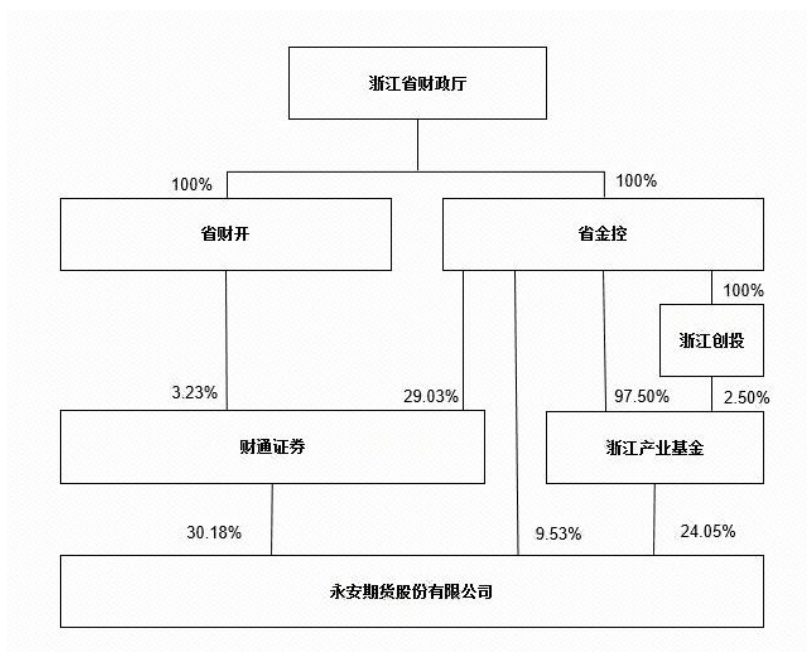 浙江省财政厅
100%
100%
省财开
省金控
100%
浙江创投
3.23%
29.03%
97.50%
2.50%
财通证券
浙江产业基金
30.18%
9.53%
24.05%
永安期货股份有限公司